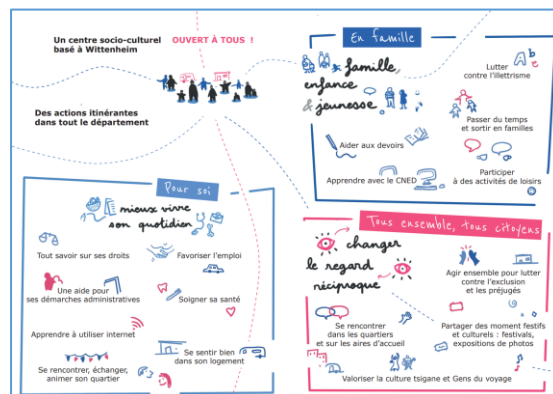 Un centre socio-culturel
basé à Wittenheim
OUVERT À TOUS !
Des actions itinérantes
dans tout le département
En famille
famille,
enfance
& jeunesse
Lutter
contre l'illettrisme
a b e
Passer du temps
et sortir en familles
Aider aux devoirs
Apprendre avec le CNED
Participer
à des activités de loisirs
Pour soi
mieux vivre
son quotidien
Tout savoir sur ses droits
Favoriser l'emploi
Une aide pour
ses démarches administratives
Soigner sa santé
Apprendre à utiliser internet
Se sentir bien
dans son logement
Se rencontrer, échanger,
animer son quartier
Tous ensemble, tous citoyens
changer
le regard
réciproque
Agir ensemble pour lutter
contre l'exclusion
et les préjugés
Se rencontrer
dans les quartiers
et sur les aires d'accueil
Partager des moment festifs
et culturels : festivals,
expositions de photos
Valoriser la culture tsigane et Gens du voyage